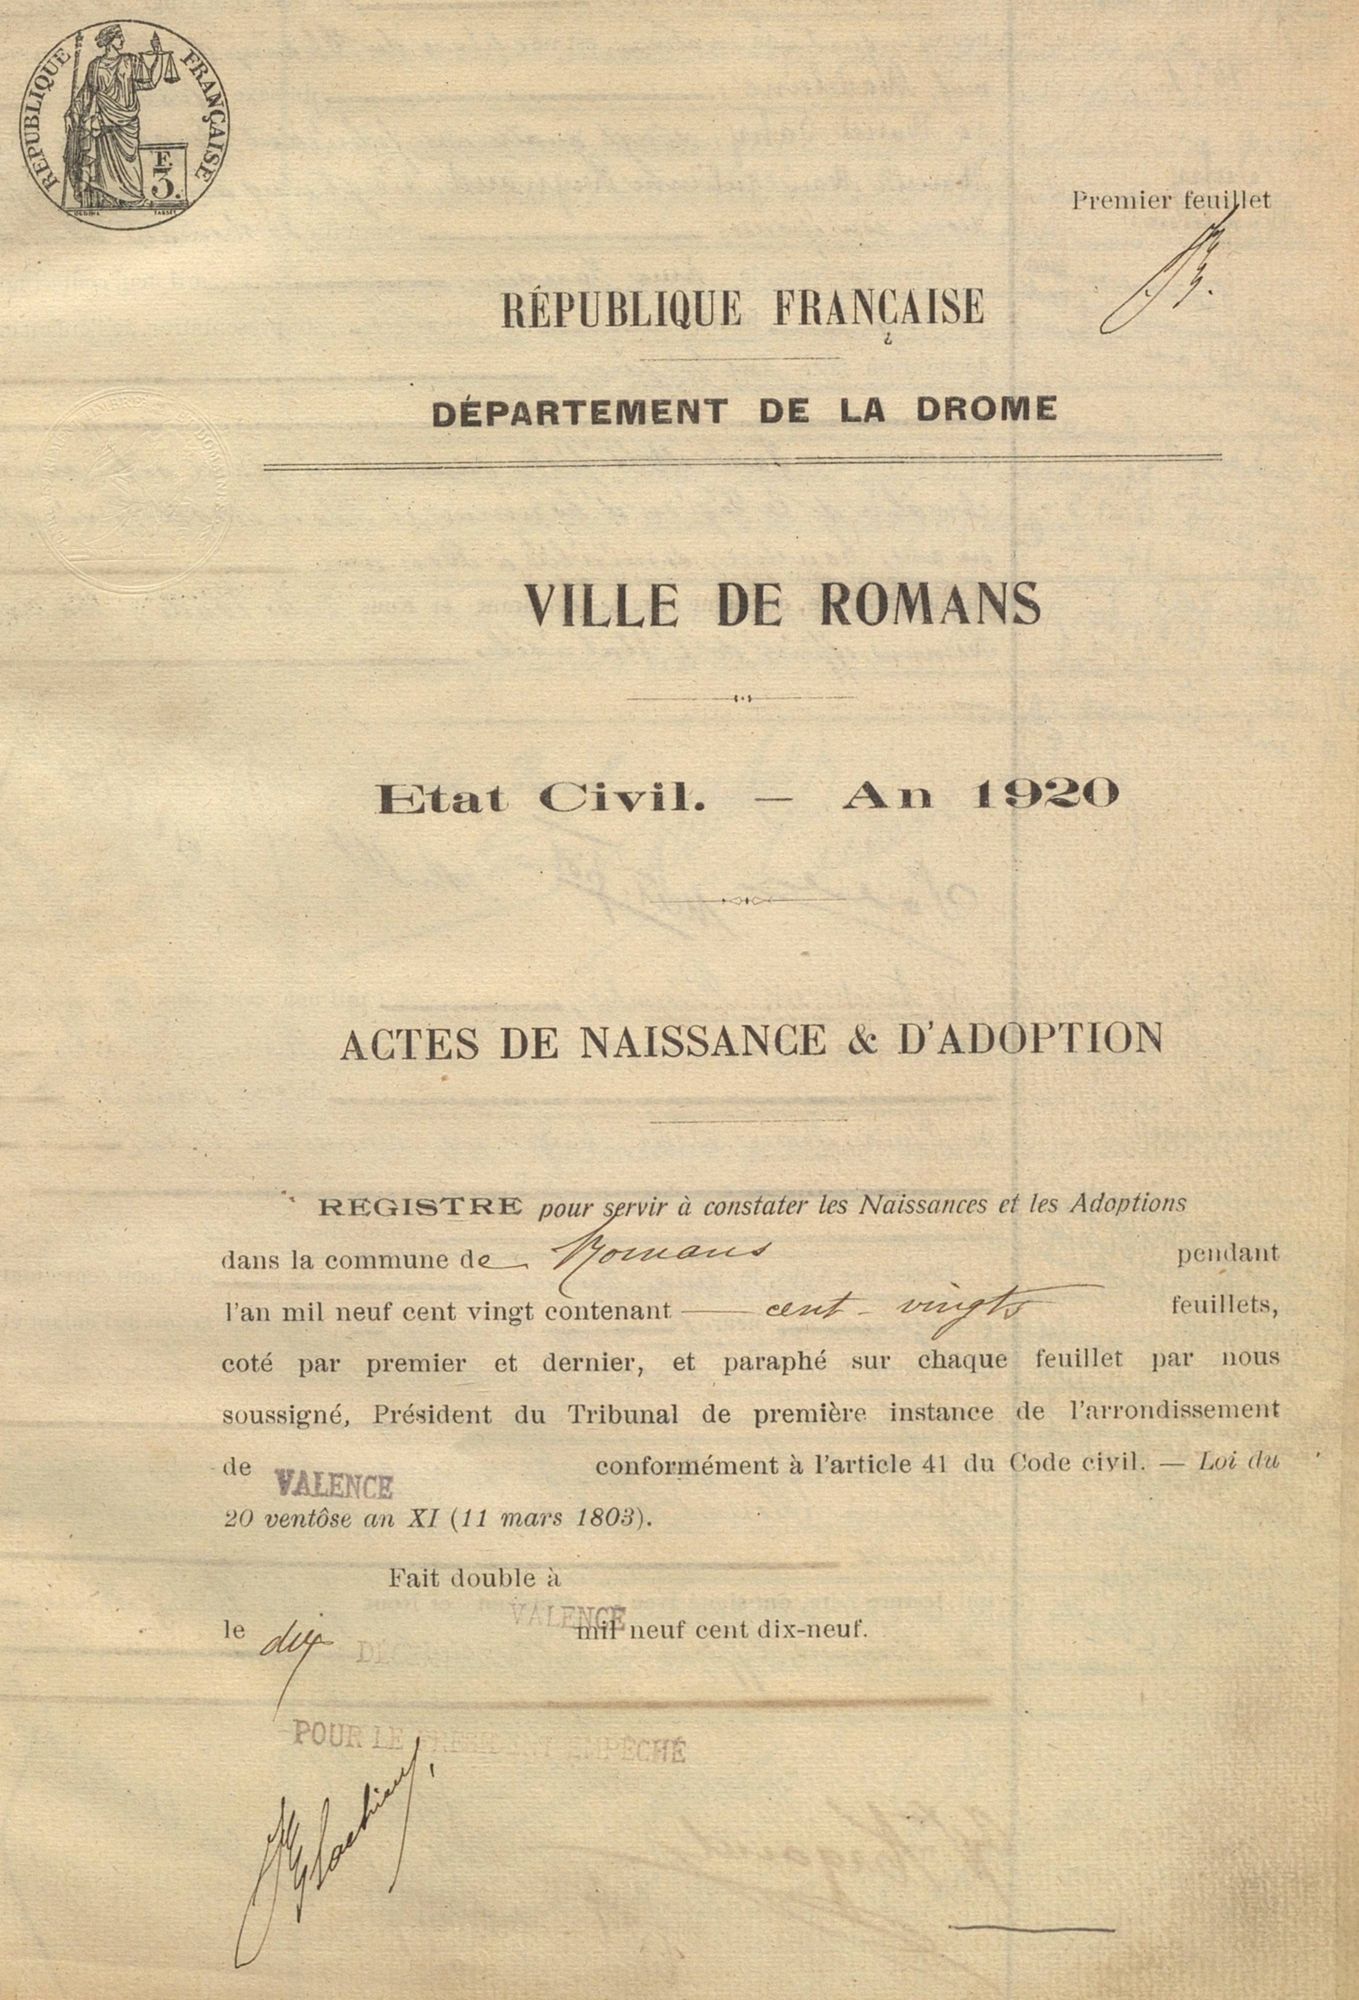 RÉPUBLIQUE FRANÇAISE
F
3.
Premier feuillet
RÉPUBLIQUE FRANÇAISE
DÉPARTEMENT DE LA DROME
VILLE DE ROMANS
Etat Civil. — An 1920
ACTES DE NAISSANCE & D'ADOPTION
REGISTRE pour servir à constater les Naissances et les Adoptions
dans la commune de Romans pendant
l'an mil neuf cent vingt contenant — cent-vingts feuillets,
coté par premier et dernier, et paraphé sur chaque feuillet par nous
soussigné, Président du Tribunal de première instance de l'arrondissement
de VALENCE conformément à l'article 41 du Code civil. — Loi du
20 ventôse an XI (11 mars 1803).
Fait double à VALENCE
le dix mil neuf cent dix-neuf.
POUR LE PRESIDENT EMPÊCHÉ